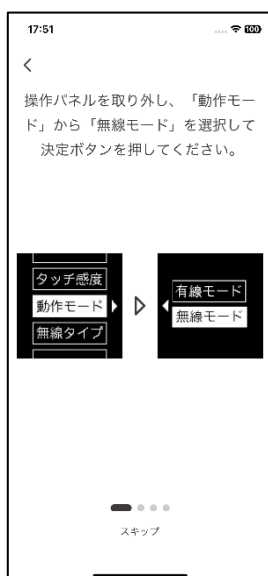 17:51
100
操作パネルを取り外し、「動作モー
ド」から「無線モード」を選択して
決定ボタンを押してください。
タッチ感度
動作モード
無線タイプ
有線モード
無線モード
スキップ